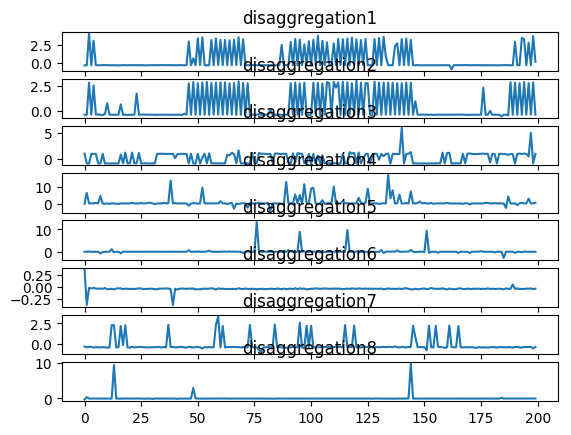 disaggregation1
2.5
0.0
disaggregation2
2.5
0.0
disaggregation3
5
0
disaggregation4
10
0
disaggregation5
10
0
disaggregation6
0.25
0.00
−0.25
disaggregation7
2.5
0.0
disaggregation8
10
0
0 25 50 75 100 125 150 175 200